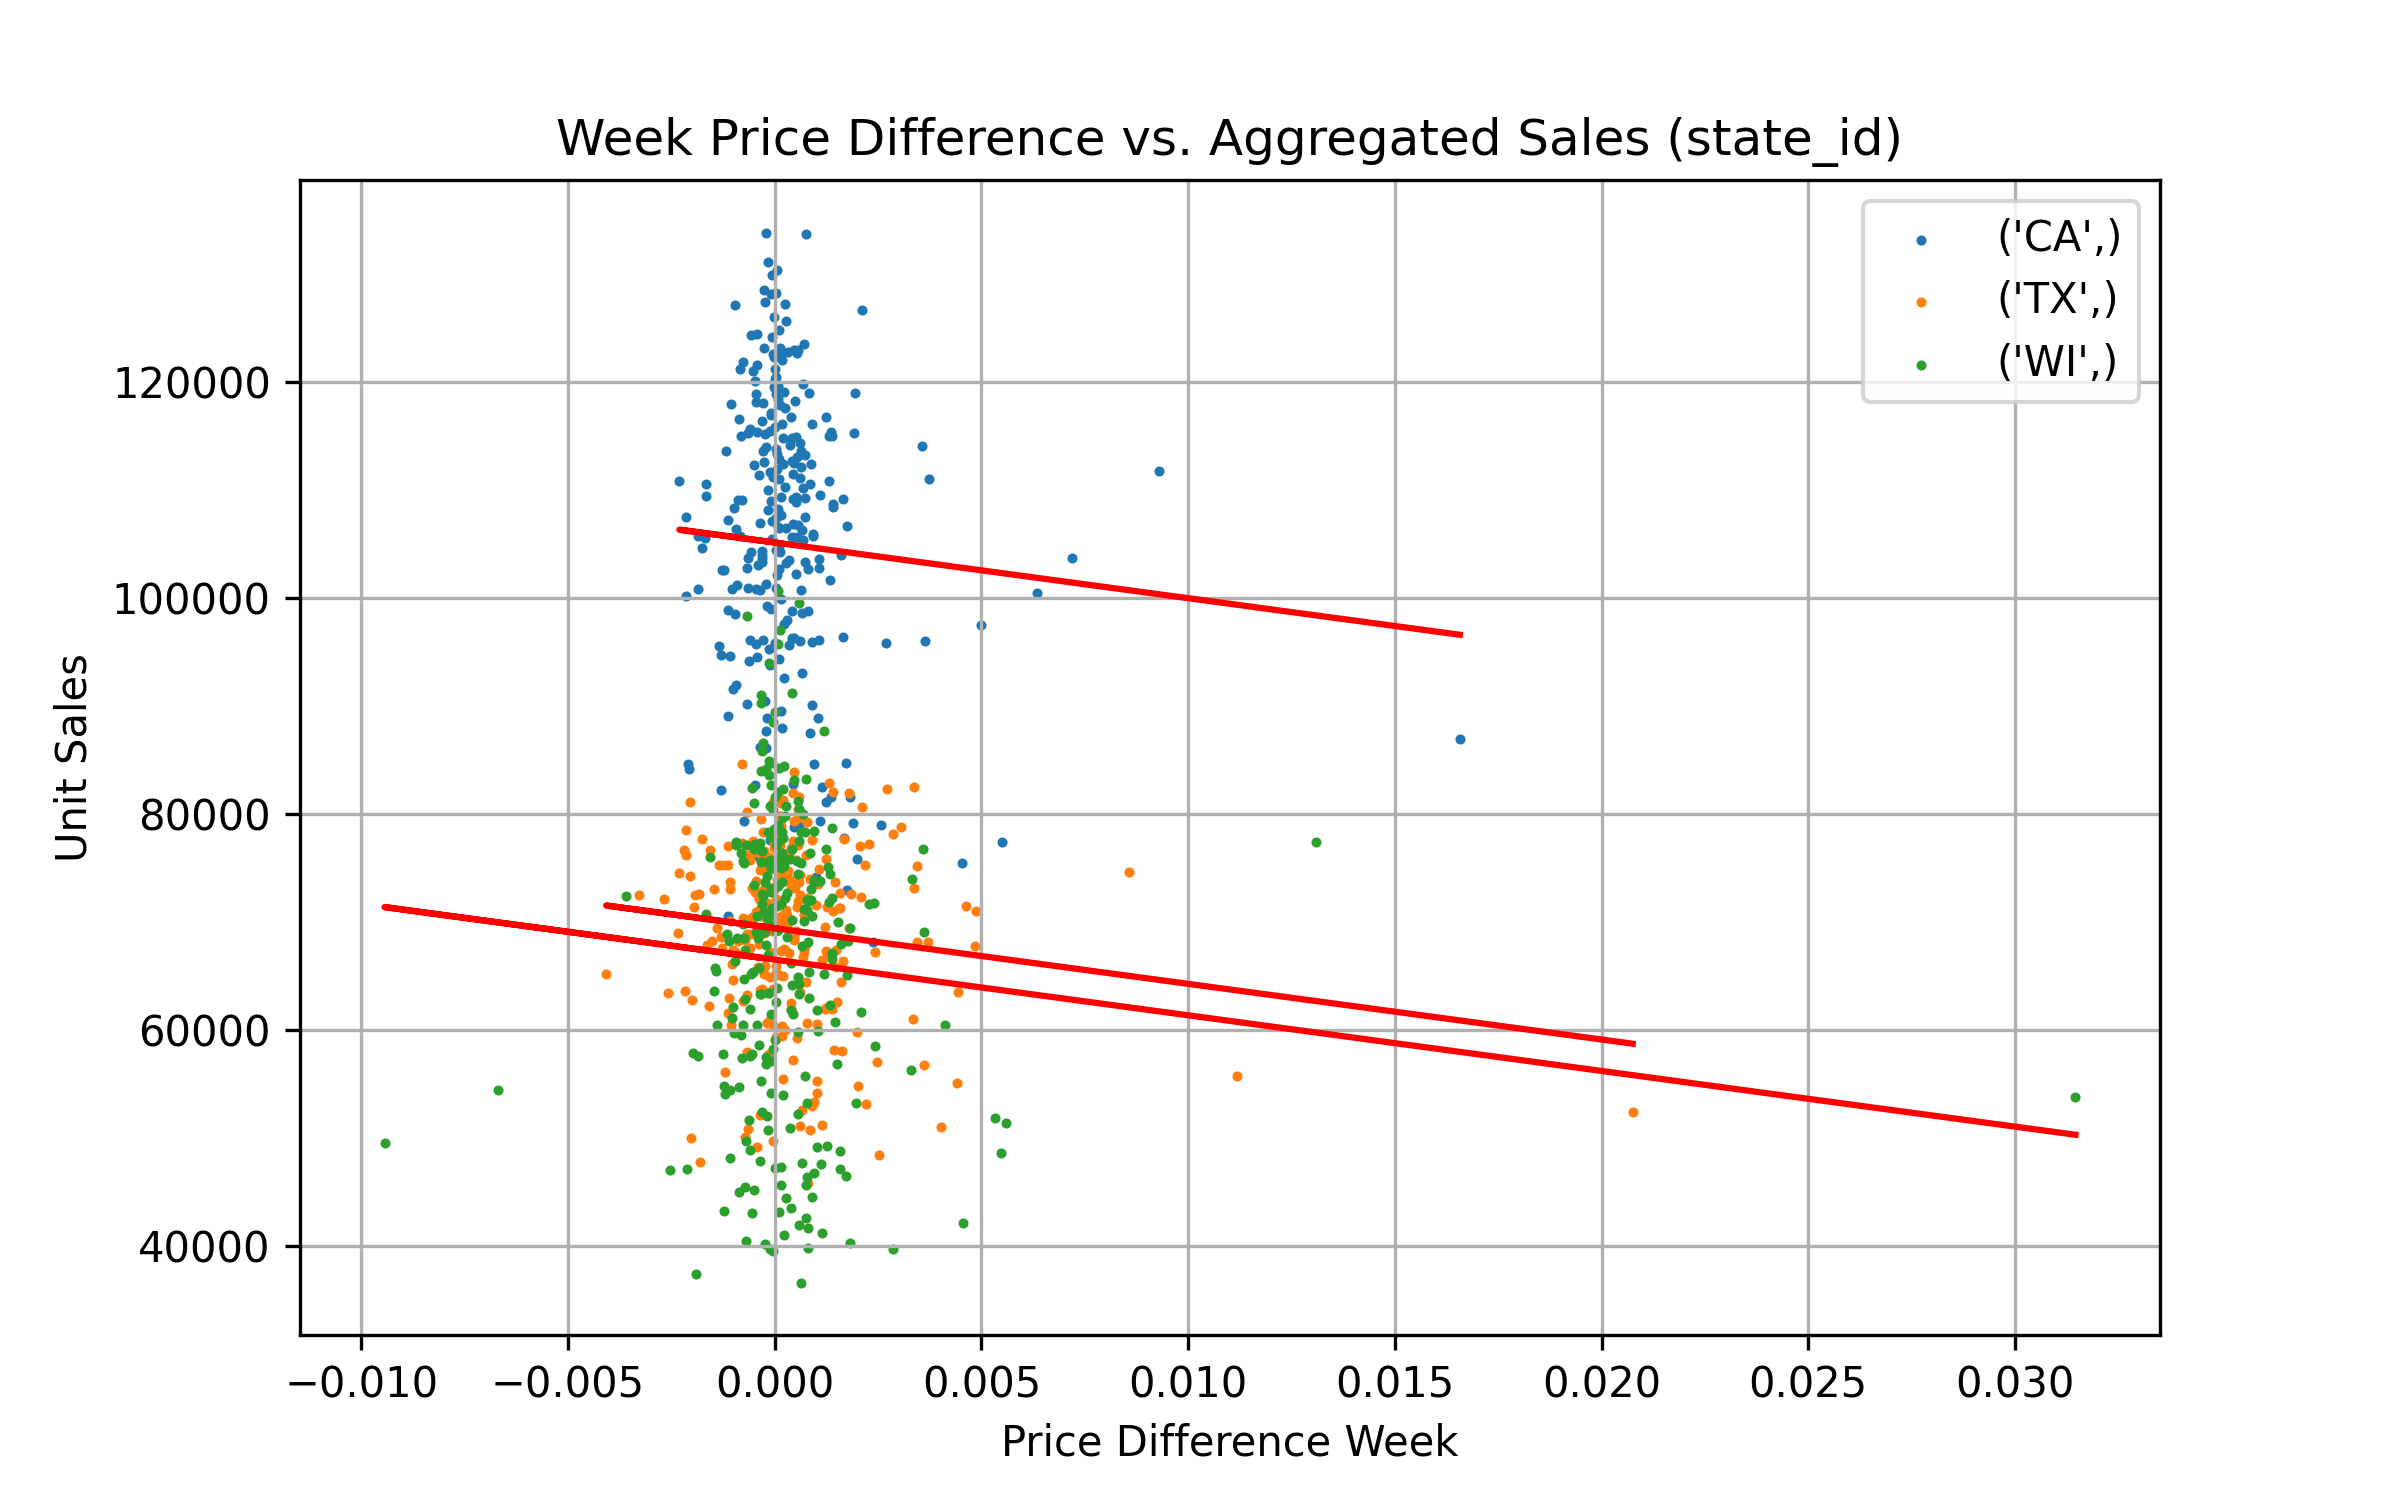 Week Price Difference vs. Aggregated Sales (state_id)
('CA',)
('TX',)
('WI',)
120000
100000
80000
60000
40000
Unit Sales
−0.010 −0.005 0.000 0.005 0.010 0.015 0.020 0.025 0.030
Price Difference Week